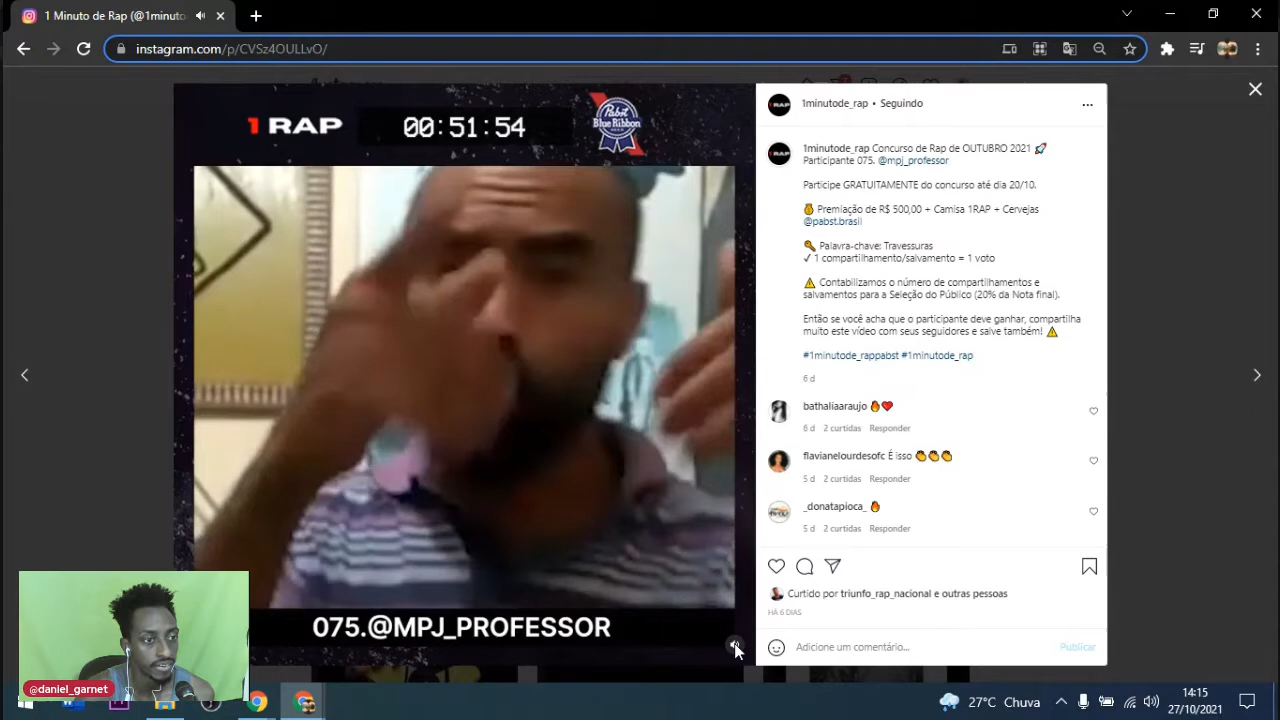 1 Minuto de Rap (@1minuto
instagram.com/p/CVSz4OULLvO/
1 RAP
00:51:54
Pabst
Blue Ribbon
075.@MPJ_PROFESSOR
@daniel_garnet
1minutode_rap • Seguindo
1minutode_rap Concurso de Rap de OUTUBRO 2021 🚀
Participante 075. @mpj_professor
Participe GRATUITAMENTE do concurso até dia 20/10.
🏅 Premiação de R$ 500,00 + Camisa 1RAP + Cervejas
@pabst.brasil
🔑 Palavra-chave: Travessuras
✓ 1 compartilhamento/salvamento = 1 voto
⚠️ Contabilizamos o número de compartilhamentos e
salvamentos para a Seleção do Público (20% da Nota final).
Então se você acha que o participante deve ganhar, compartilha
muito este vídeo com seus seguidores e salve também! ⚠️
#1minutode_rappabst #1minutode_rap
6 d
bathaliaaraujo 🔥❤️
6 d 2 curtidas Responder
flavianelourdesofc É isso 👏👏👏
5 d 2 curtidas Responder
_donatapioca_ 🔥
5 d 2 curtidas Responder
Curtido por triunfo_rap_nacional e outras pessoas
HÁ 6 DIAS
Adicione um comentário...
Publicar
27°C Chuva
14:15
27/10/2021